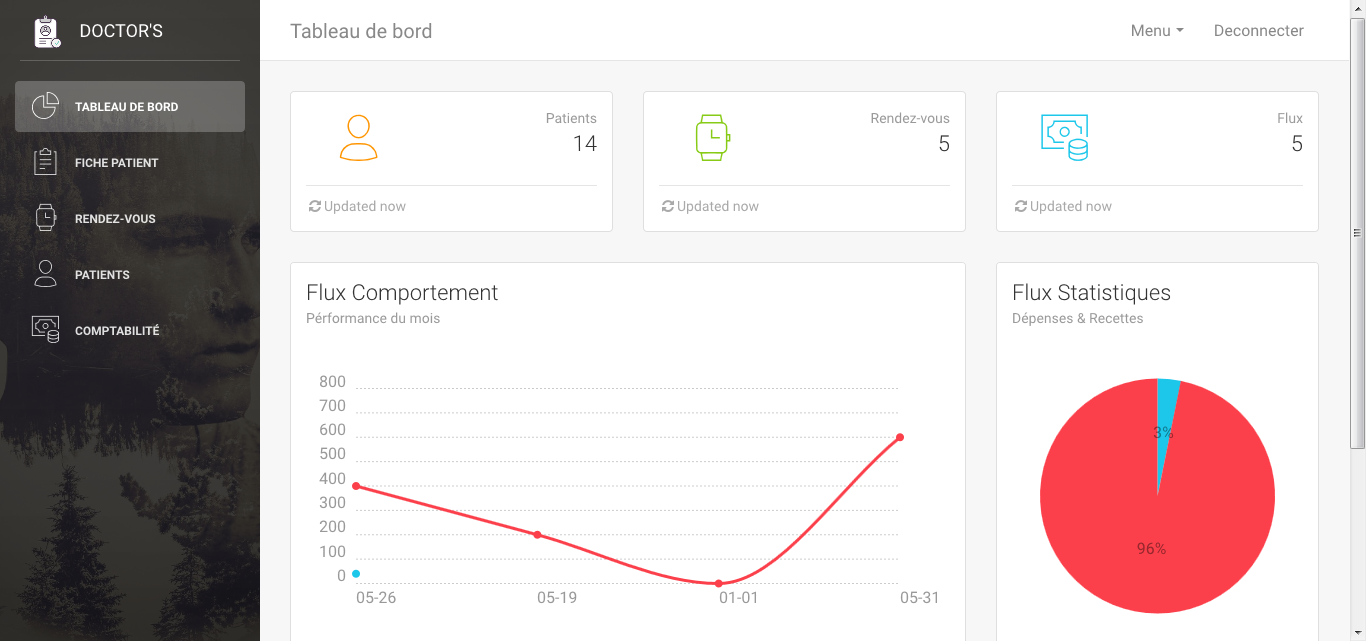 DOCTOR'S
TABLEAU DE BORD
FICHE PATIENT
RENDEZ-VOUS
PATIENTS
COMPTABILITÉ
Tableau de bord
Menu
Deconnecter
Patients
14
Updated now
Rendez-vous
5
Updated now
Flux
5
Updated now
Flux Comportement
Pérformance du mois
800
700
600
500
400
300
200
100
0
05-26 05-19 01-01 05-31
Flux Statistiques
Dépenses & Recettes
3%
96%